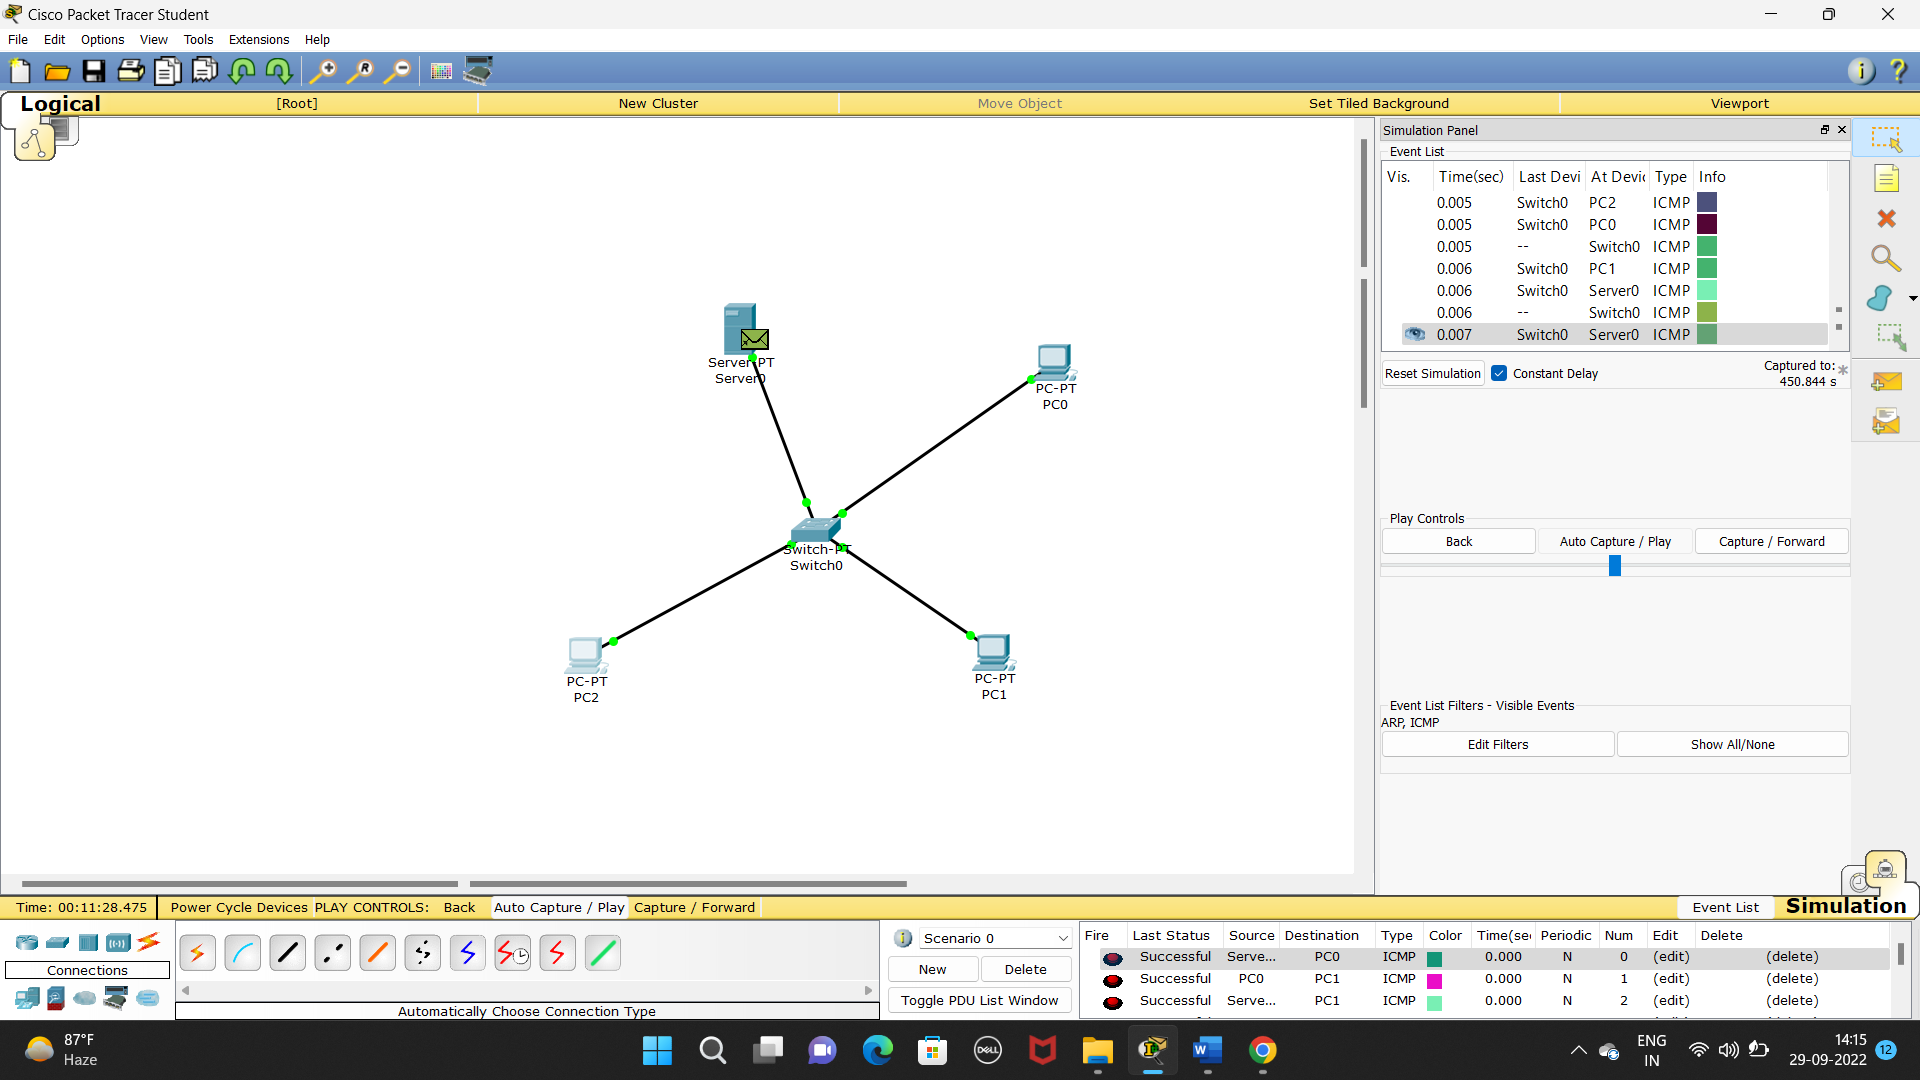 Cisco Packet Tracer Student
File Edit Options View Tools Extensions Help
Logical [Root] New Cluster Move Object Set Tiled Background Viewport
Simulation Panel
Event List
Vis. Time(sec) Last Devi At Devic Type Info
0.005 Switch0 PC2 ICMP
0.005 Switch0 PC0 ICMP
0.005 -- Switch0 ICMP
0.006 Switch0 PC1 ICMP
0.006 Switch0 Server0 ICMP
0.006 -- Switch0 ICMP
0.007 Switch0 Server0 ICMP
Reset Simulation Constant Delay Captured to: *
450.844 s
Server-PT
Server0
PC-PT
PC0
Switch-PT
Switch0
PC-PT
PC2
PC-PT
PC1
Play Controls
Back Auto Capture / Play Capture / Forward
Event List Filters - Visible Events
ARP, ICMP
Edit Filters Show All/None
Time: 00:11:28.475 Power Cycle Devices PLAY CONTROLS: Back Auto Capture / Play Capture / Forward Event List Simulation
Connections
Automatically Choose Connection Type
Scenario 0
New Delete
Toggle PDU List Window
Fire Last Status Source Destination Type Color Time(sec Periodic Num Edit Delete
Successful Serve... PC0 ICMP 0.000 N 0 (edit) (delete)
Successful PC0 PC1 ICMP 0.000 N 1 (edit) (delete)
Successful Serve... PC1 ICMP 0.000 N 2 (edit) (delete)
87°F
Haze
DELL
ENG
IN
14:15
29-09-2022
12